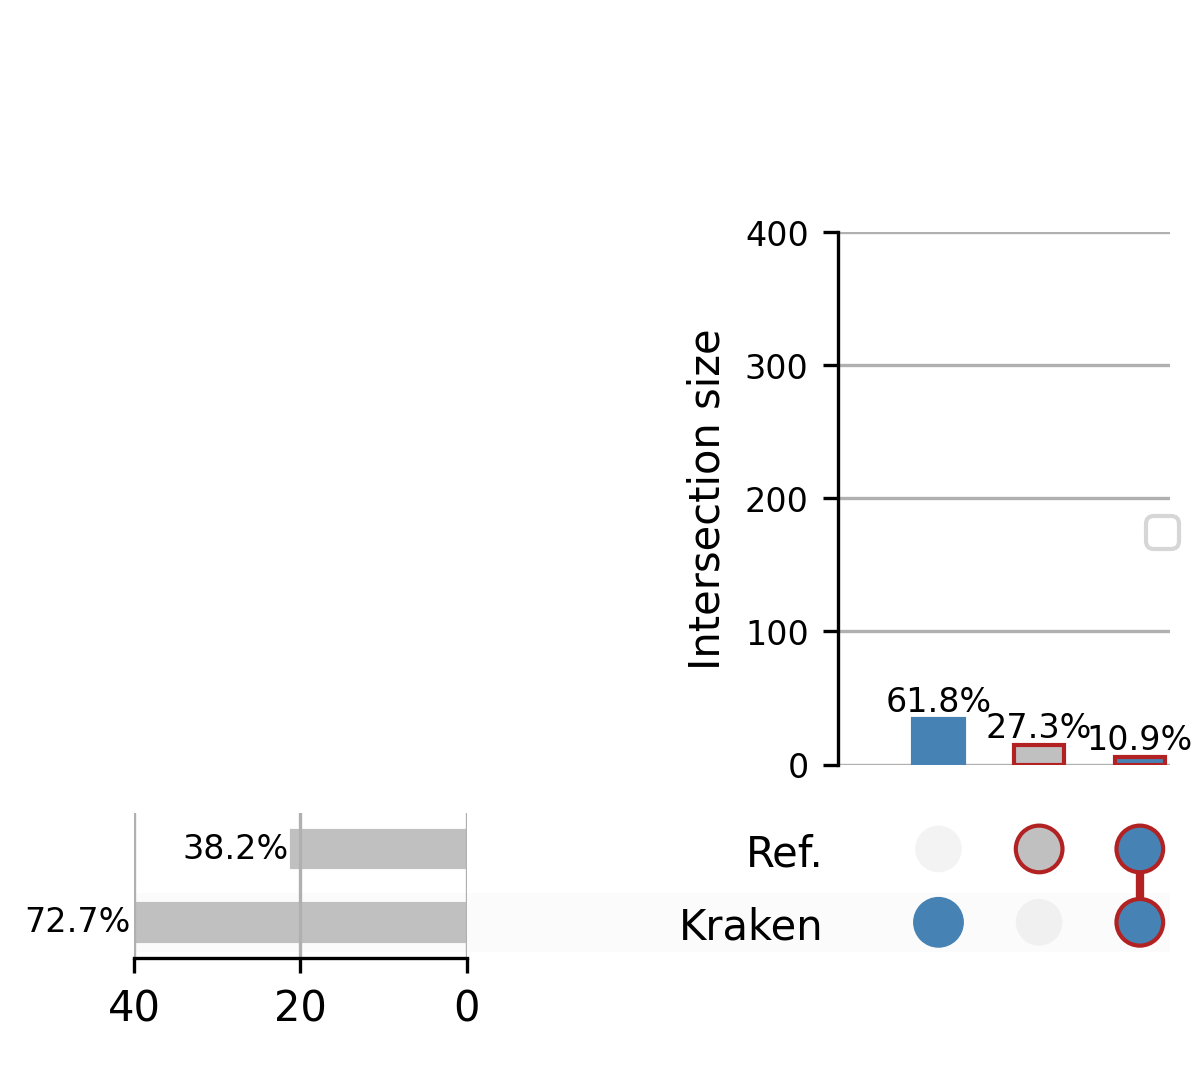 400
300
200
100
0
Intersection size
61.8%
27.3%
10.9%
38.2%
72.7%
Ref.
Kraken
40 20 0